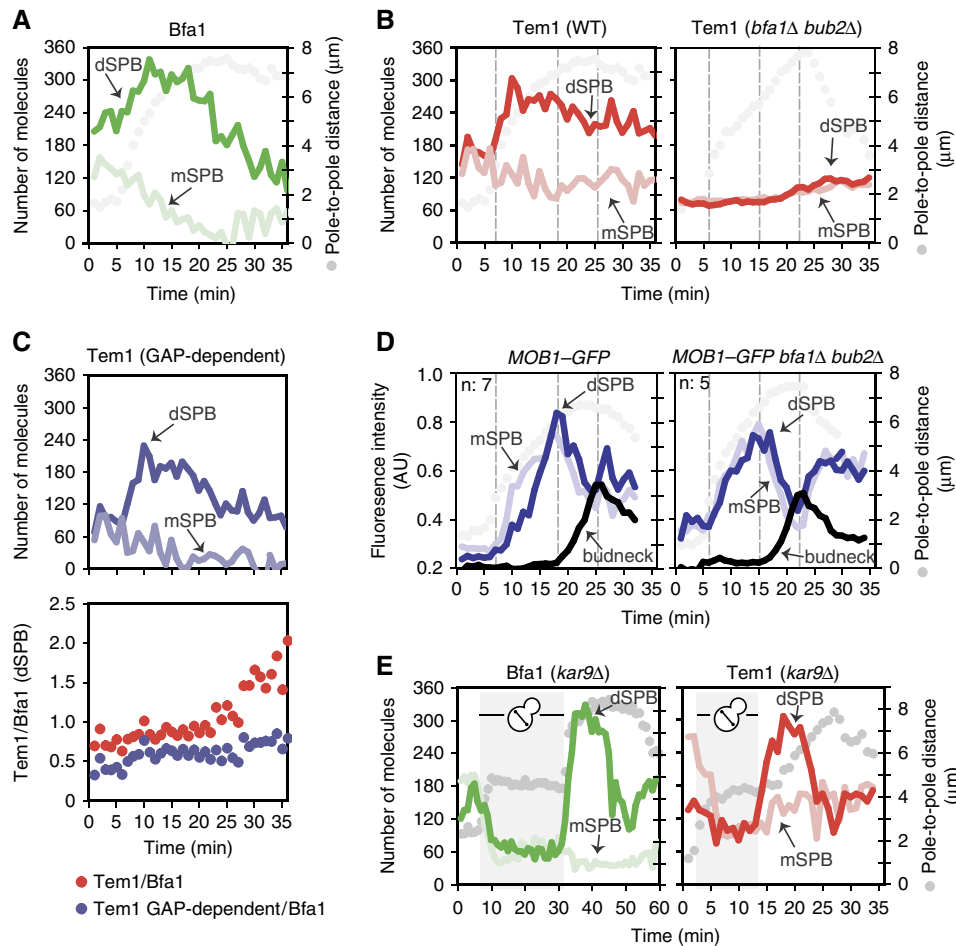 A
Bfa1
Number of molecules
360
300
240
180
120
60
0
dSPB
mSPB
8
6
4
2
0
Pole-to-pole distance (μm)
0 5 10 15 20 25 30 35
Time (min)
B
Tem1 (WT)
Tem1 (bfa1Δ bub2Δ)
Number of molecules
360
300
240
180
120
60
0
dSPB
mSPB
dSPB
mSPB
8
6
4
2
0
Pole-to-pole distance
(μm)
0 5 10 15 20 25 30 35
0 5 10 15 20 25 30 35
Time (min)
C
Tem1 (GAP-dependent)
Number of molecules
360
300
240
180
120
60
0
dSPB
mSPB
Tem1/Bfa1 (dSPB)
2.5
2.0
1.5
1.0
0.5
0
0 5 10 15 20 25 30 35
Time (min)
Tem1/Bfa1
Tem1 GAP-dependent/Bfa1
D
MOB1–GFP
MOB1–GFP bfa1Δ bub2Δ
Fluoresence intensity
(AU)
1.0
0.8
0.6
0.4
0.2
n: 7
dSPB
mSPB
budneck
n: 5
dSPB
mSPB
budneck
8
6
4
2
0
Pole-to-pole distance
(μm)
0 5 10 15 20 25 30 35
0 5 10 15 20 25 30 35
Time (min)
E
Bfa1 (kar9Δ)
Tem1 (kar9Δ)
Number of molecules
360
300
240
180
120
60
0
dSPB
mSPB
dSPB
mSPB
8
6
4
2
0
Pole-to-pole distance
(μm)
0 10 20 30 40 50 60
0 5 10 15 20 25 30 35
Time (min)